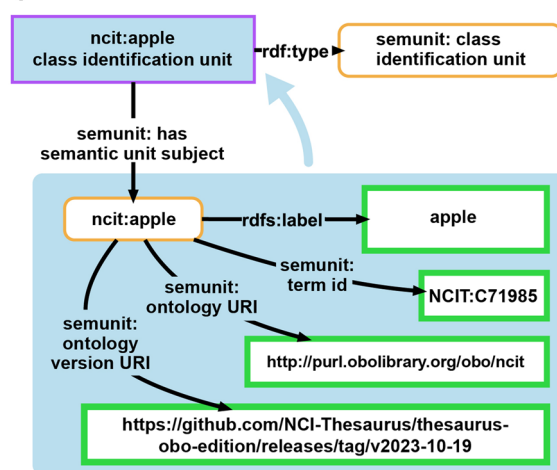 ncit:apple
class identification unit
rdf:type
semunit: class
identification unit
semunit: has
semantic unit subject
ncit:apple
rdfs:label
apple
semunit:
term id
NCIT:C71985
semunit:
ontology URI
http://purl.obolibrary.org/obo/ncit
semunit:
ontology
version URI
https://github.com/NCI-Thesaurus/thesaurus-
obo-edition/releases/tag/v2023-10-19